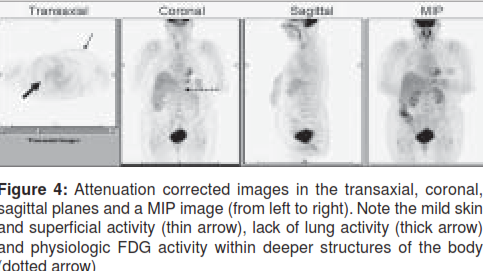 Transaxial Coronal Sagittal MIP
Figure 4: Attenuation corrected images in the transaxial, coronal,
sagittal planes and a MIP image (from left to right). Note the mild skin
and superficial activity (thin arrow), lack of lung activity (thick arrow)
and physiologic FDG activity within deeper structures of the body
(dotted arrow)